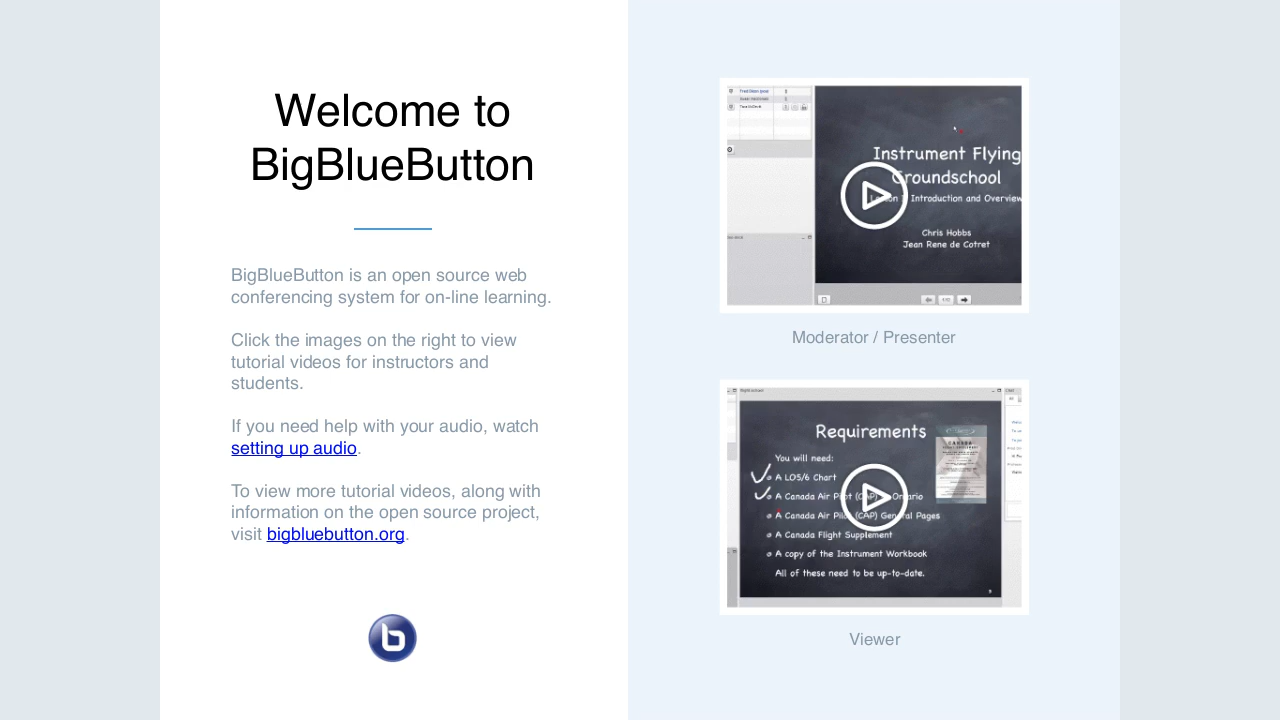 Welcome to
BigBlueButton
BigBlueButton is an open source web
conferencing system for on-line learning.
Click the images on the right to view
tutorial videos for instructors and
students.
If you need help with your audio, watch
setting up audio.
To view more tutorial videos, along with
information on the open source project,
visit bigbluebutton.org.
Instrument Flying
Groundschool
Introduction and Overview
Chris Hobbs
Jean Rene de Cotret
Moderator / Presenter
Requirements
You will need:
A LO5/6 Chart
A Canada Air Pilot (CAP) Ontario
A Canada Air Pilot (CAP) General Pages
A Canada Flight Supplement
A copy of the Instrument Workbook
All of these need to be up-to-date.
CANADA
Viewer